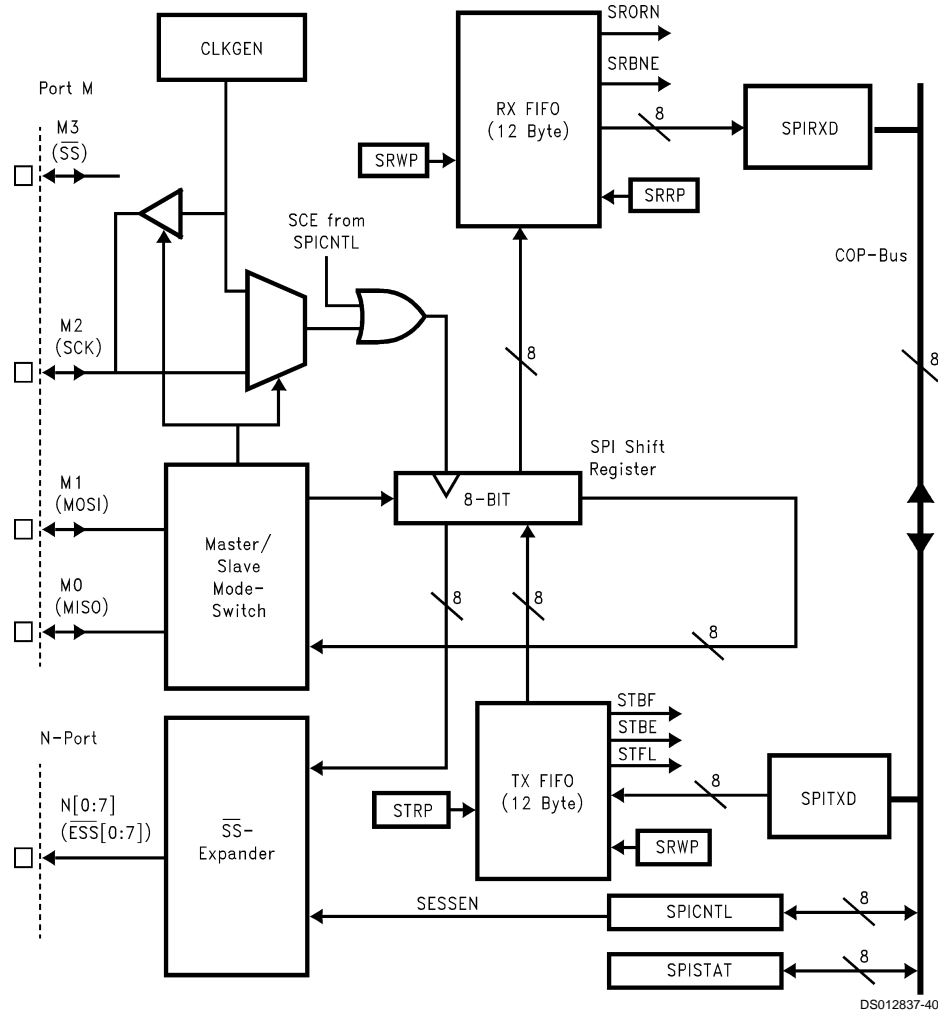 CLKGEN
Port M
M3
(SS)
SCE from
SPICNTL
M2
(SCK)
M1
(MOSI)
M0
(MISO)
Master/
Slave
Mode-
Switch
RX FIFO
(12 Byte)
SRORN
SRBNE
8
SPIRXD
SRWP
SRRP
COP-Bus
8
8
SPI Shift
Register
8-BIT
8
8
8
N-Port
N[0:7]
(ESS[0:7])
SS-
Expander
TX FIFO
(12 Byte)
STBF
STBE
STFL
8
SPITXD
STRP
SRWP
SESSEN
SPICNTL
8
SPISTAT
8
DS012837-40